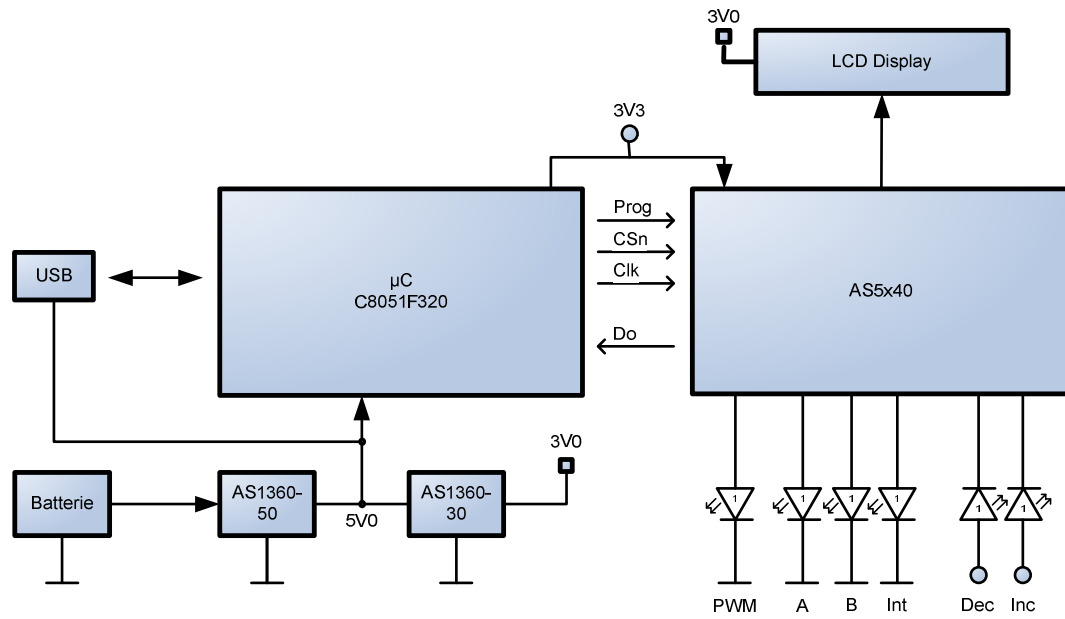 3V0
LCD Display
3V3
Prog
CSn
Clk
Do
USB
µC
C8051F320
AS5x40
3V0
Batterie
AS1360-
50
5V0
AS1360-
30
1
1
1
1
1
1
PWM
A
B
Int
Dec
Inc